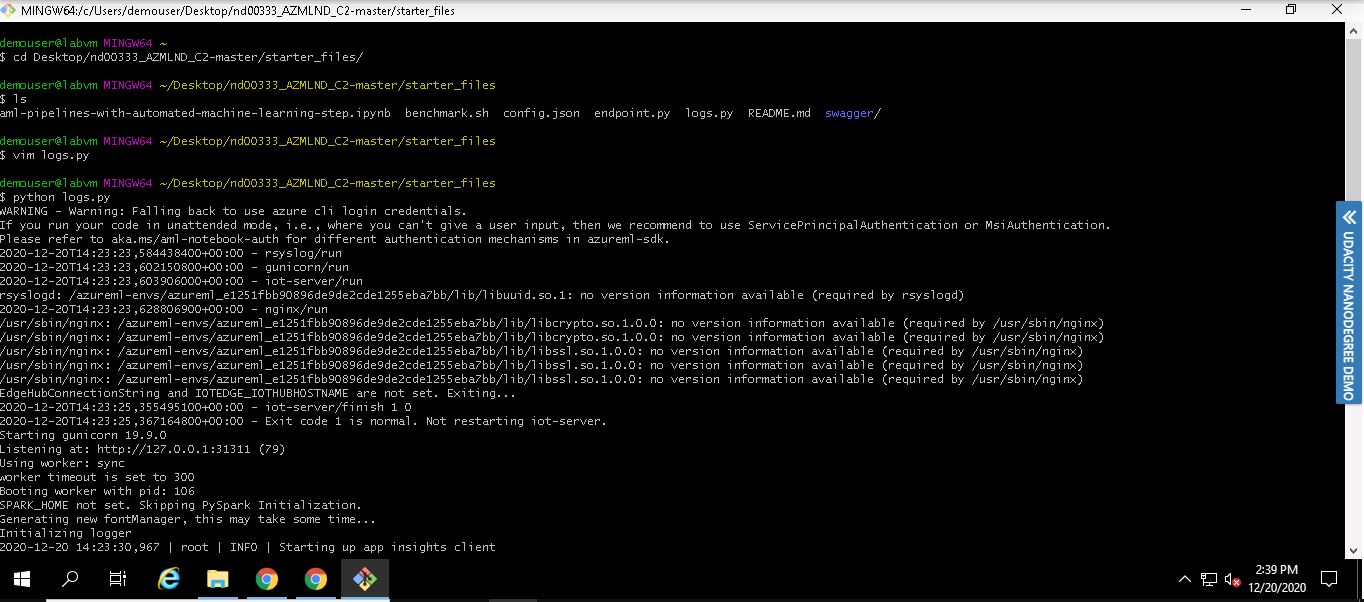 MINGW64:/c/Users/demouser/Desktop/nd00333_AZMLND_C2-master/starter_files
demouser@labvm MINGW64 ~
$ cd Desktop/nd00333_AZMLND_C2-master/starter_files/
demouser@labvm MINGW64 ~/Desktop/nd00333_AZMLND_C2-master/starter_files
$ ls
aml-pipelines-with-automated-machine-learning-step.ipynb benchmark.sh config.json endpoint.py logs.py README.md swagger/
demouser@labvm MINGW64 ~/Desktop/nd00333_AZMLND_C2-master/starter_files
$ vim logs.py
demouser@labvm MINGW64 ~/Desktop/nd00333_AZMLND_C2-master/starter_files
$ python logs.py
WARNING - Warning: Falling back to use azure cli login credentials.
If you run your code in unattended mode, i.e., where you can't give a user input, then we recommend to use ServicePrincipalAuthentication or MsiAuthentication.
Please refer to aka.ms/aml-notebook-auth for different authentication mechanisms in azureml-sdk.
2020-12-20T14:23:23,584438400+00:00 - rsyslog/run
2020-12-20T14:23:23,602150800+00:00 - gunicorn/run
2020-12-20T14:23:23,603906000+00:00 - iot-server/run
rsyslogd: /azureml-envs/azureml_e1251fbb90896de9de2cde1255eba7bb/lib/libuuid.so.1: no version information available (required by rsyslogd)
2020-12-20T14:23:23,628806900+00:00 - nginx/run
/usr/sbin/nginx: /azureml-envs/azureml_e1251fbb90896de9de2cde1255eba7bb/lib/libcrypto.so.1.0.0: no version information available (required by /usr/sbin/nginx)
/usr/sbin/nginx: /azureml-envs/azureml_e1251fbb90896de9de2cde1255eba7bb/lib/libcrypto.so.1.0.0: no version information available (required by /usr/sbin/nginx)
/usr/sbin/nginx: /azureml-envs/azureml_e1251fbb90896de9de2cde1255eba7bb/lib/libssl.so.1.0.0: no version information available (required by /usr/sbin/nginx)
/usr/sbin/nginx: /azureml-envs/azureml_e1251fbb90896de9de2cde1255eba7bb/lib/libssl.so.1.0.0: no version information available (required by /usr/sbin/nginx)
/usr/sbin/nginx: /azureml-envs/azureml_e1251fbb90896de9de2cde1255eba7bb/lib/libssl.so.1.0.0: no version information available (required by /usr/sbin/nginx)
EdgeHubConnectionString and IOTEDGE_IOTHUBHOSTNAME are not set. Exiting...
2020-12-20T14:23:25,355495100+00:00 - iot-server/finish 1 0
2020-12-20T14:23:25,367164800+00:00 - Exit code 1 is normal. Not restarting iot-server.
Starting gunicorn 19.9.0
Listening at: http://127.0.0.1:31311 (79)
Using worker: sync
worker timeout is set to 300
Booting worker with pid: 106
SPARK_HOME not set. Skipping PySpark Initialization.
Generating new fontManager, this may take some time...
Initializing logger
2020-12-20 14:23:30,967 | root | INFO | Starting up app insights client
UDACITY NANODEGREE DEMO
2:39 PM
12/20/2020